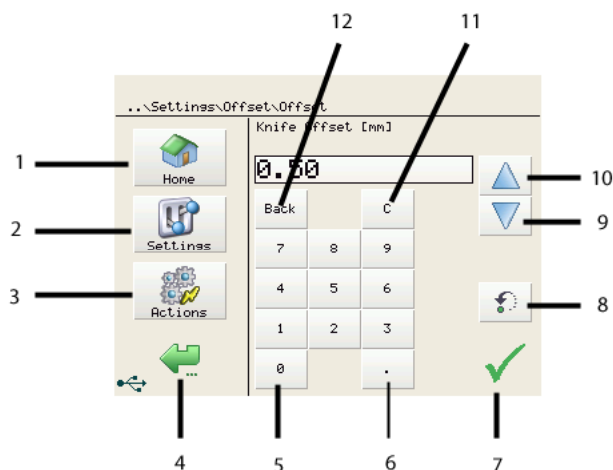 12 11
..\Settings\Offset\Offset
Knife Offset [mm]
1 Home 0.50 10
Back C
2 Settings 7 8 9 9
3 Actions 4 5 6 8
1 2 3
0 .
4 5 6 7